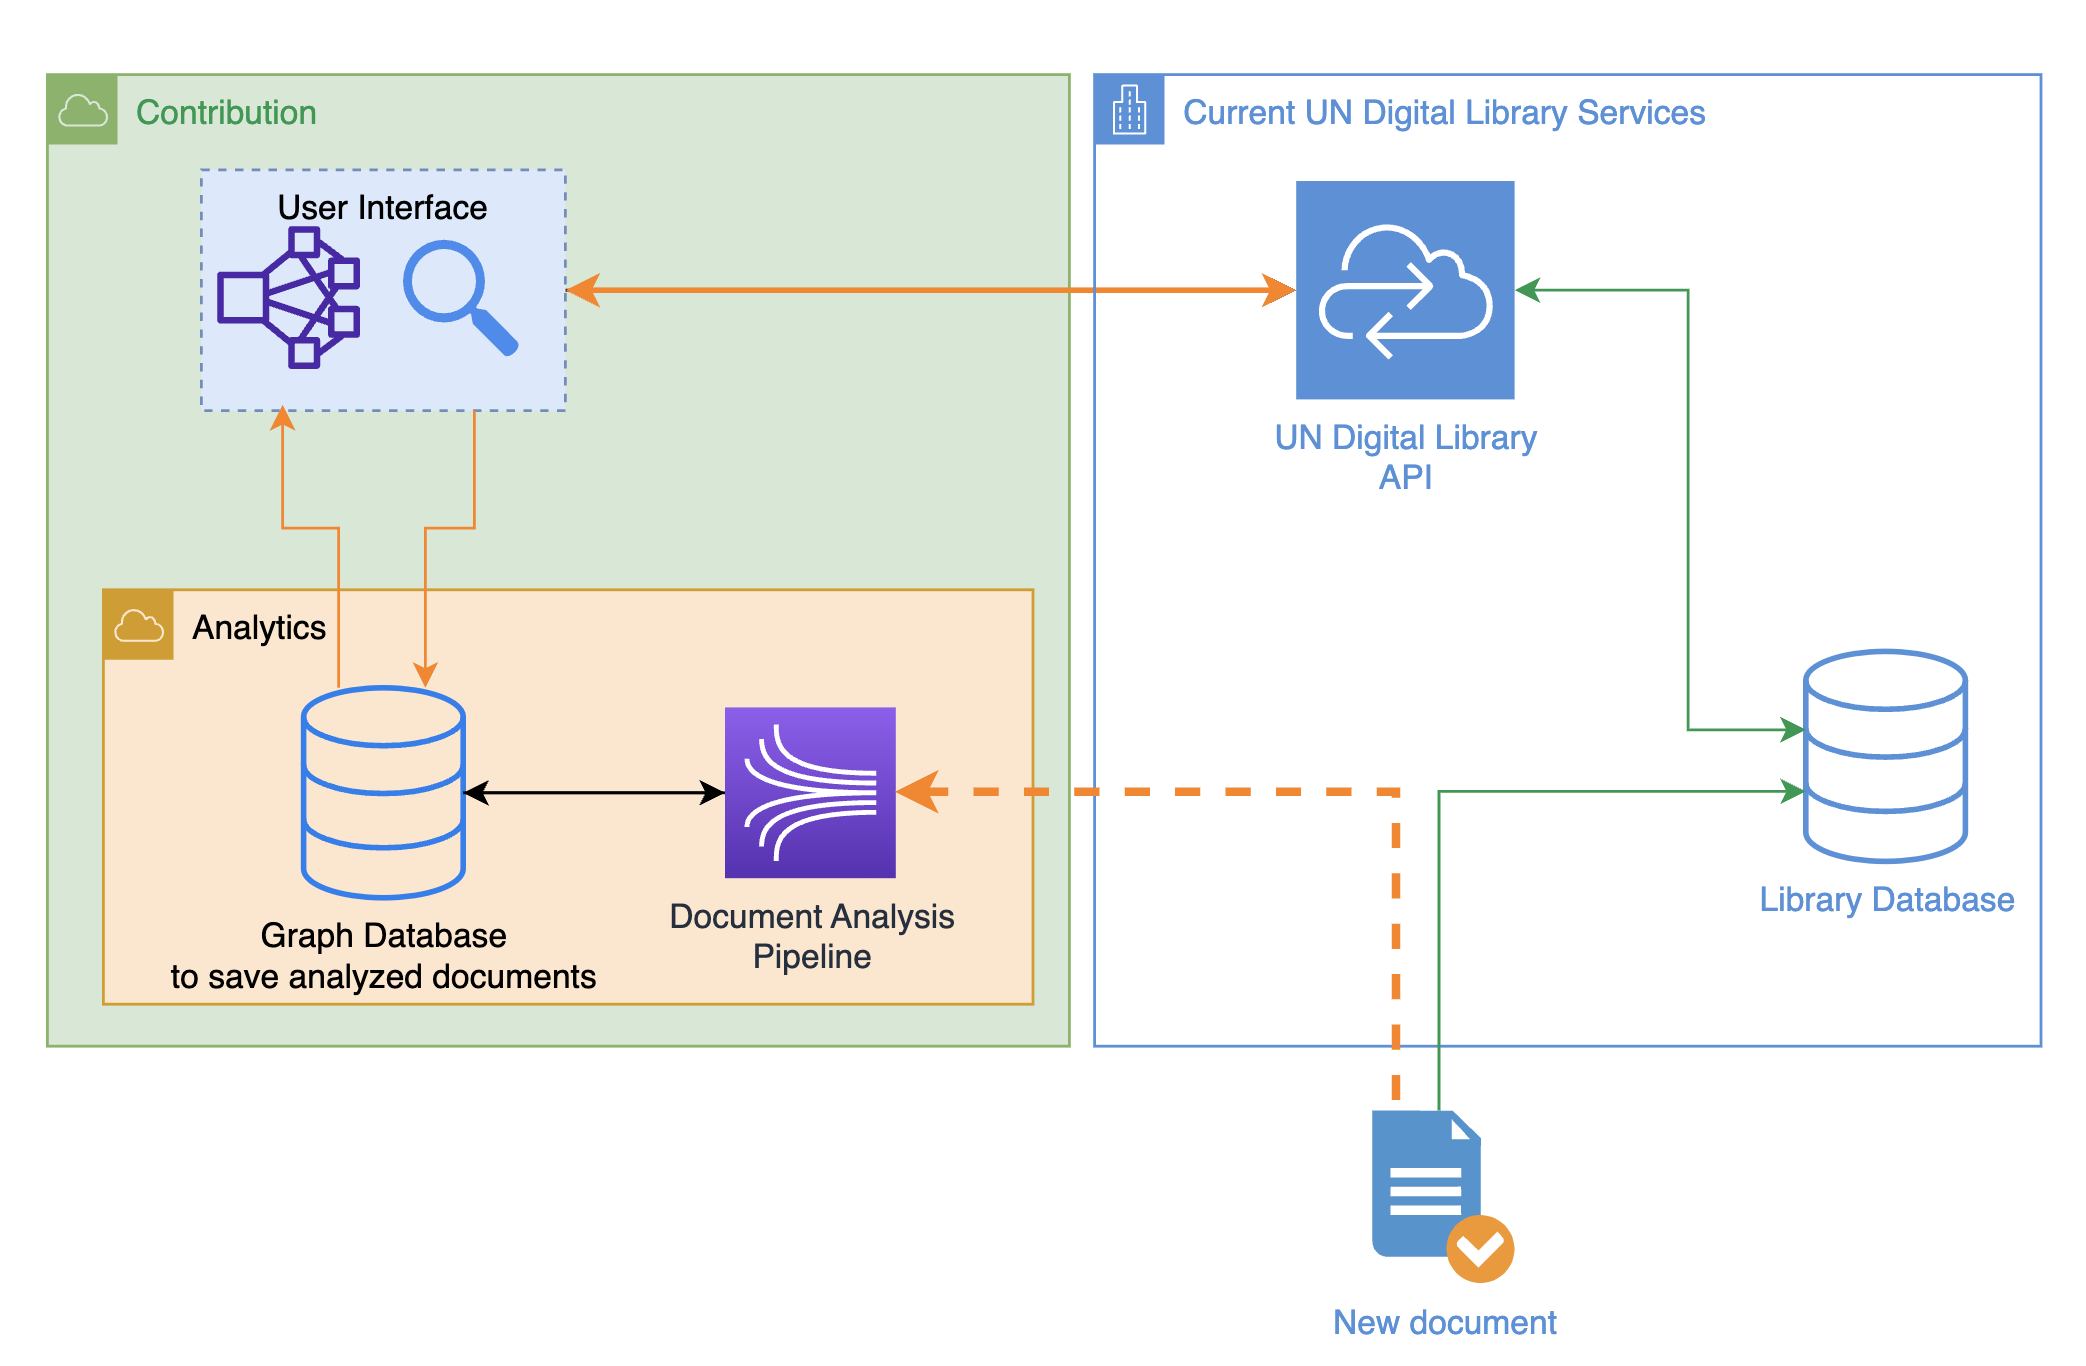 Contribution
Current UN Digital Library Services
User Interface
UN Digital Library
API
Analytics
Graph Database
to save analyzed documents
Document Analysis
Pipeline
Library Database
New document